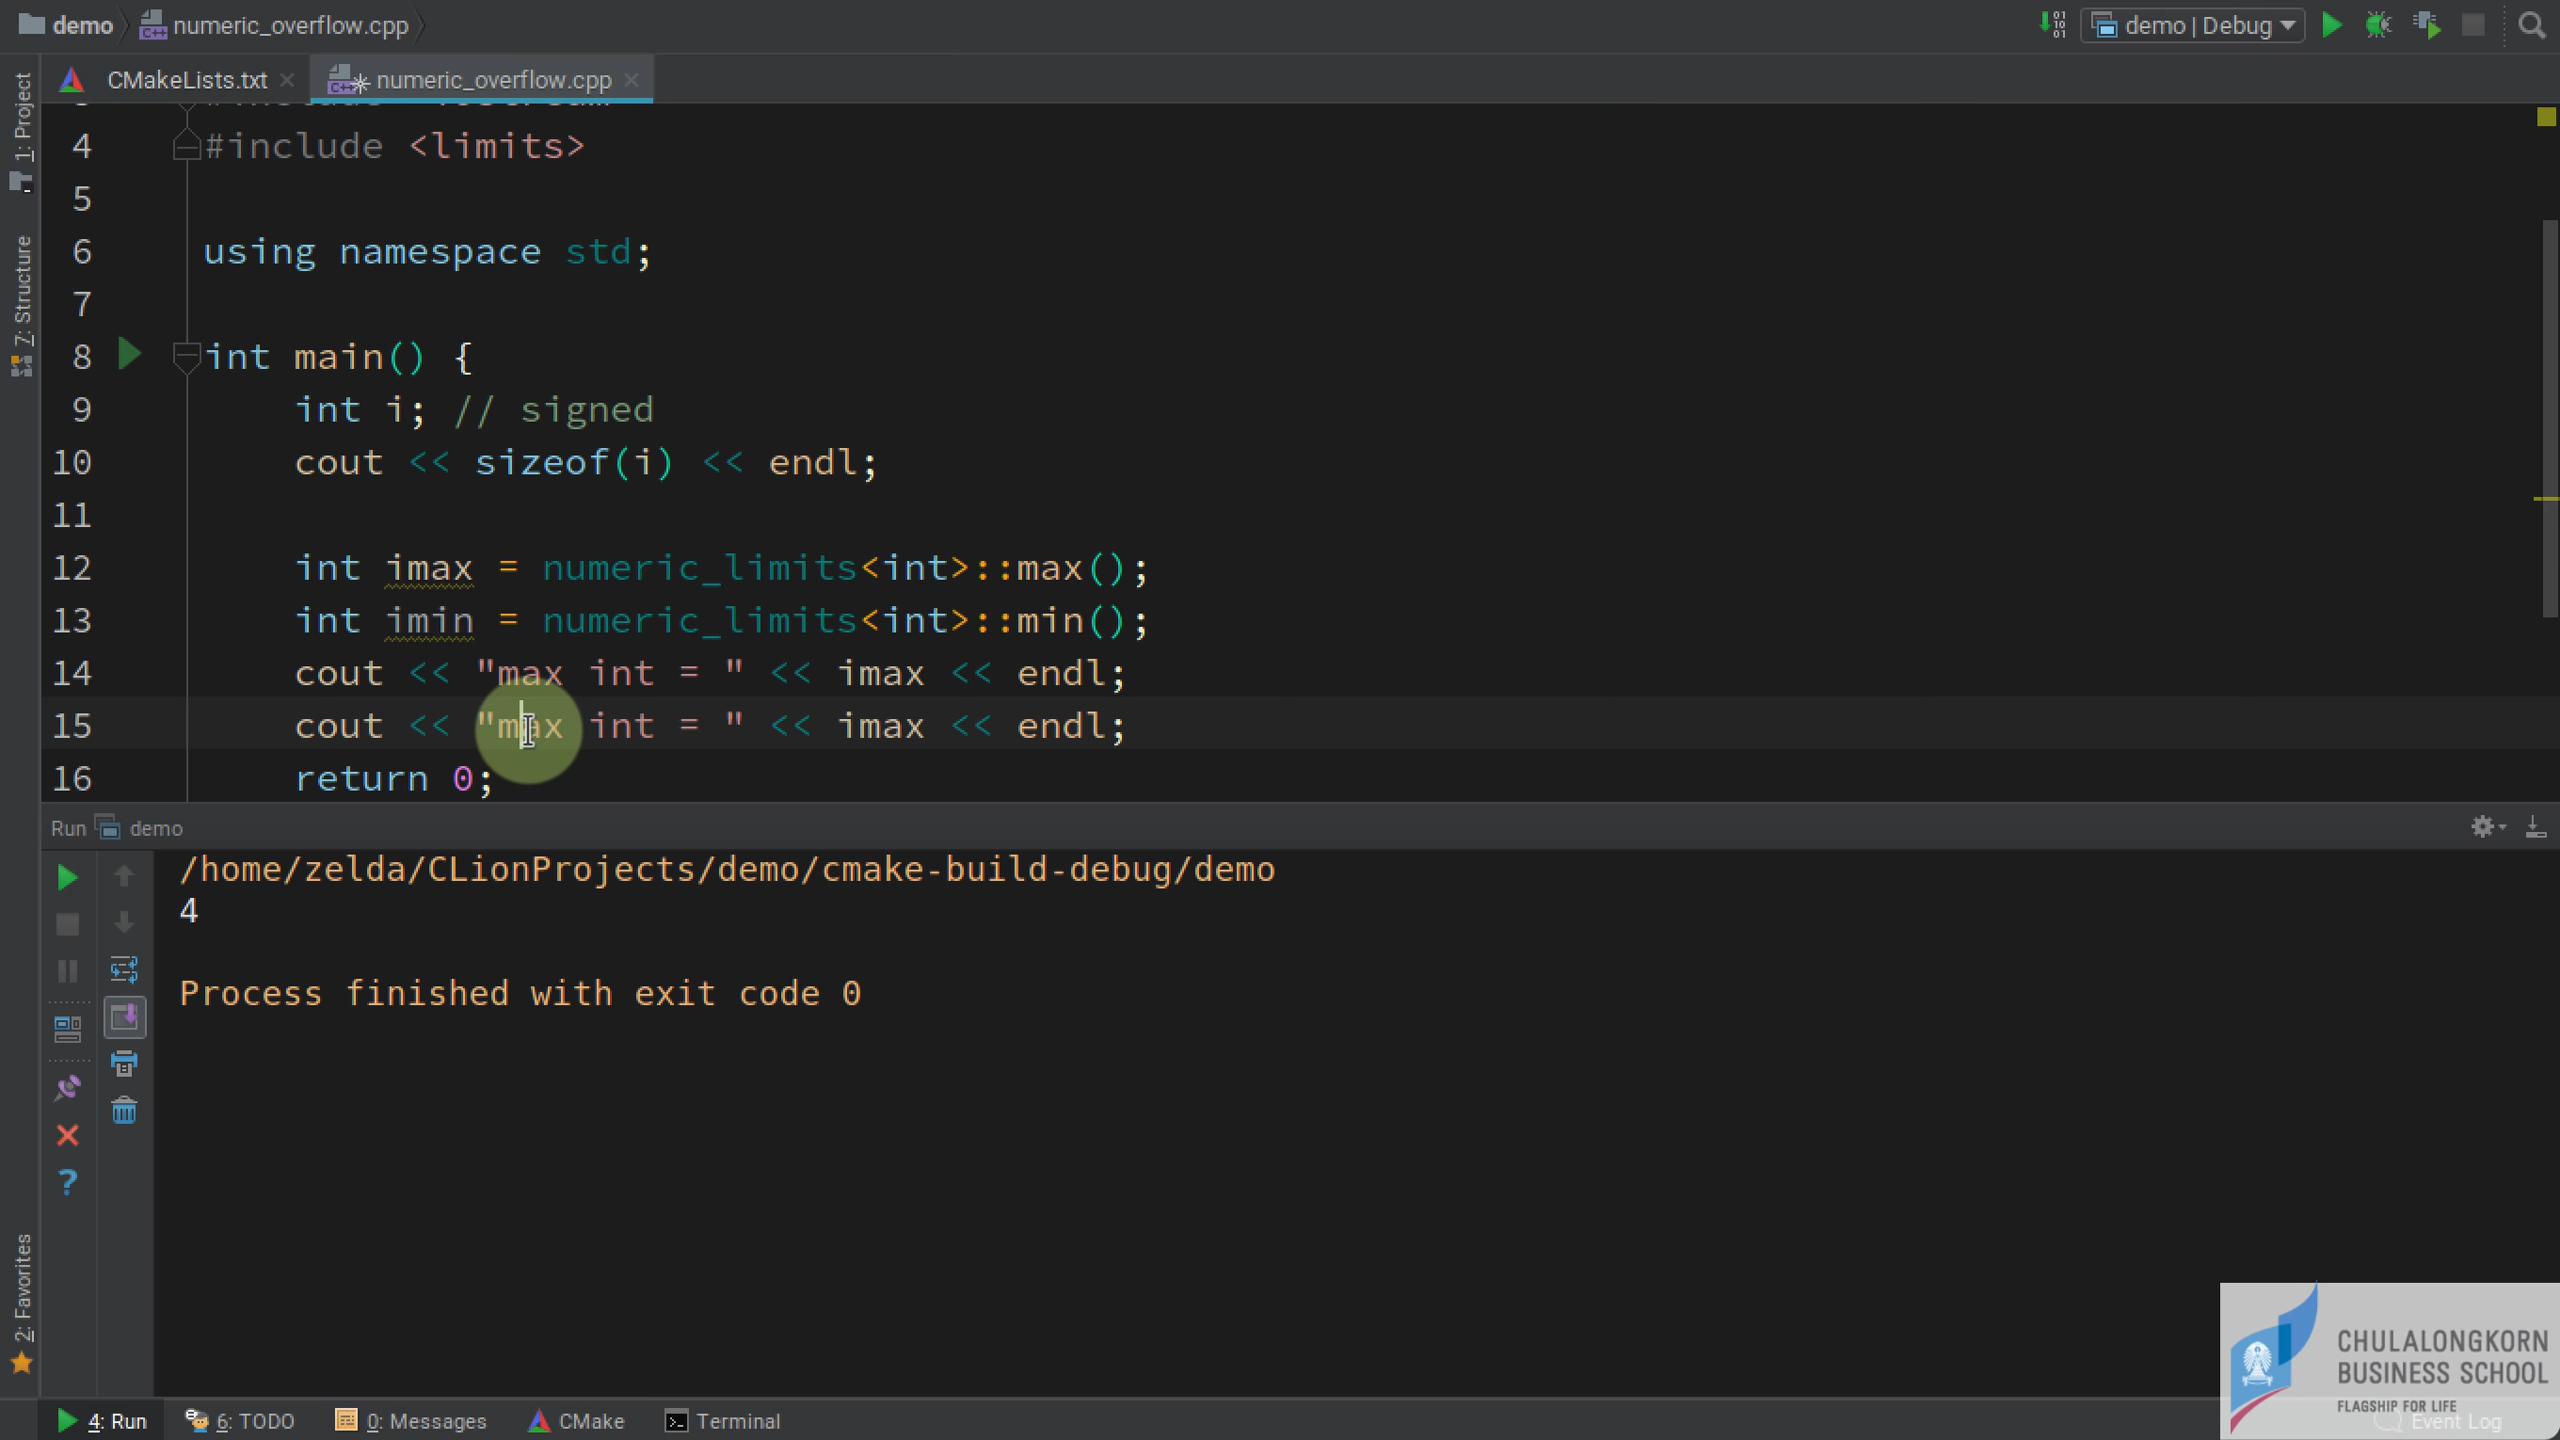 demo
numeric_overflow.cpp
demo | Debug
1: Project
7: Structure
2: Favorites
CMakeLists.txt
numeric_overflow.cpp
4 #include <limits>
5
6 using namespace std;
7
8 int main() {
9 int i; // signed
10 cout << sizeof(i) << endl;
11
12 int imax = numeric_limits<int>::max();
13 int imin = numeric_limits<int>::min();
14 cout << "max int = " << imax << endl;
15 cout << "max int = " << imax << endl;
16 return 0;
Run demo
/home/zelda/CLionProjects/demo/cmake-build-debug/demo
4
Process finished with exit code 0
CHULALONGKORN
BUSINESS SCHOOL
FLAGSHIP FOR LIFE
4: Run
6: TODO
0: Messages
CMake
Terminal
Event Log